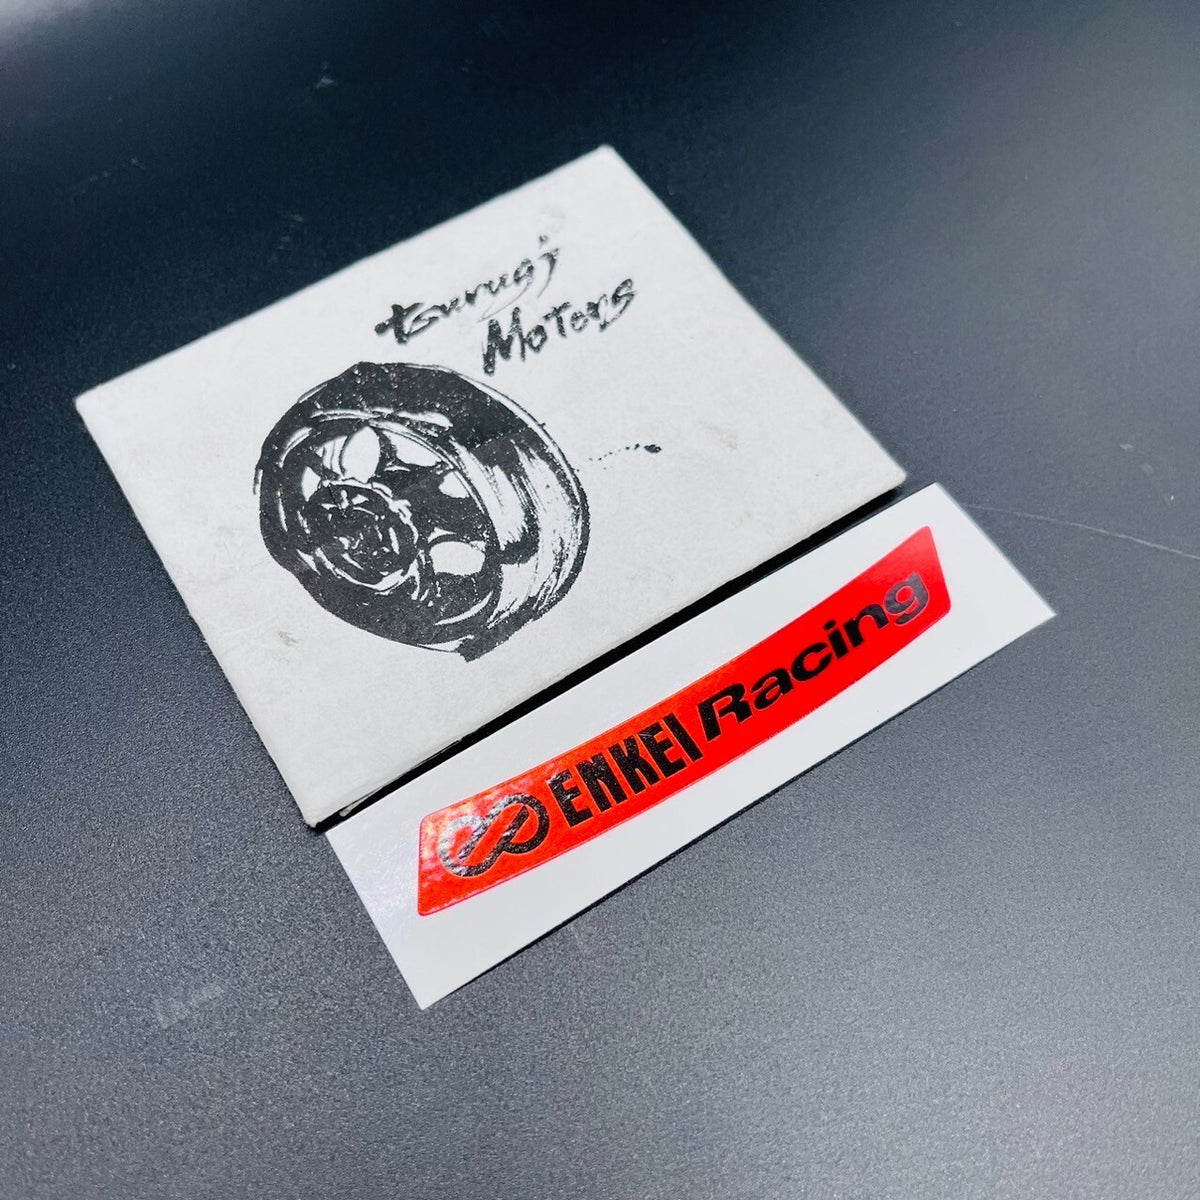 tsurugi
Motors
ENKEI Racing